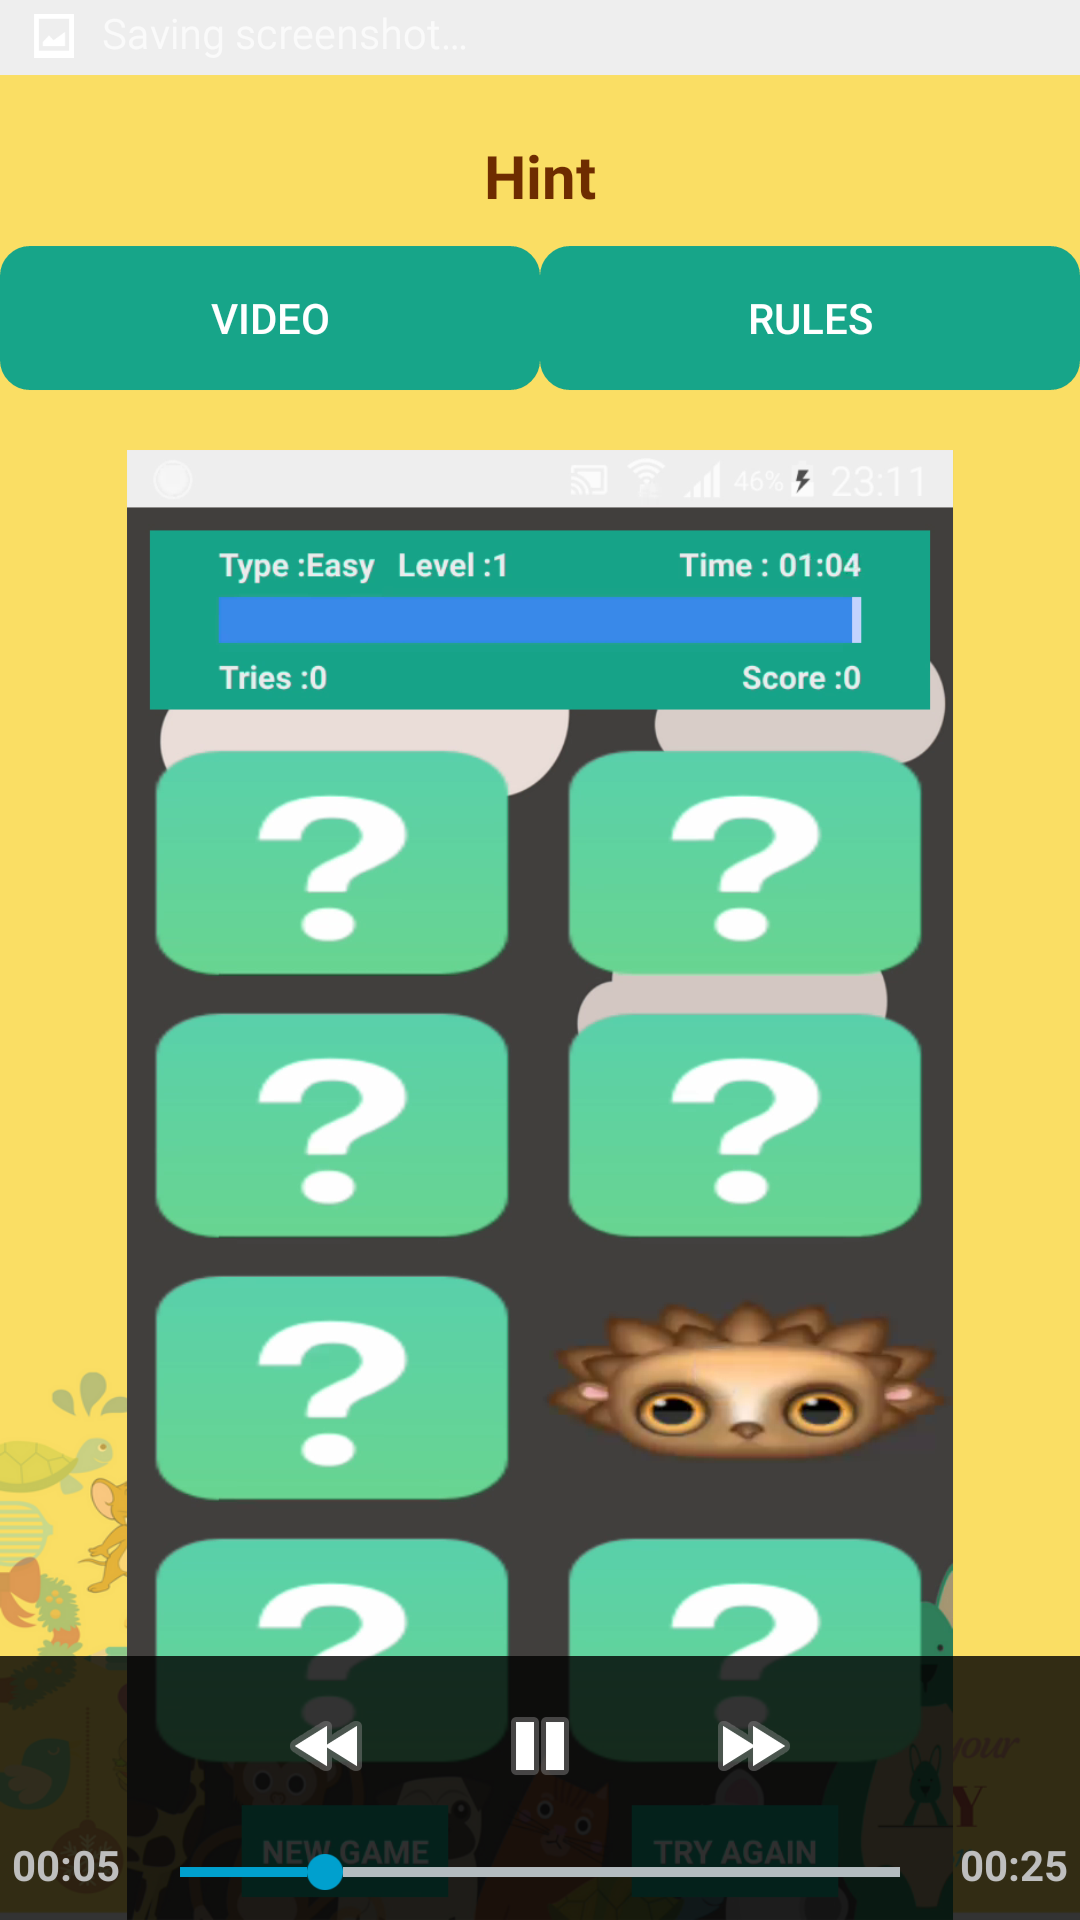 Saving screenshot...
Hint
VIDEO
RULES
46% 23:11
Type :Easy Level :1 Time : 01:04
Tries :0 Score :0
?
?
?
?
?
?
?
your
Y
NEW GAME
TRY AGAIN
00:05
00:25